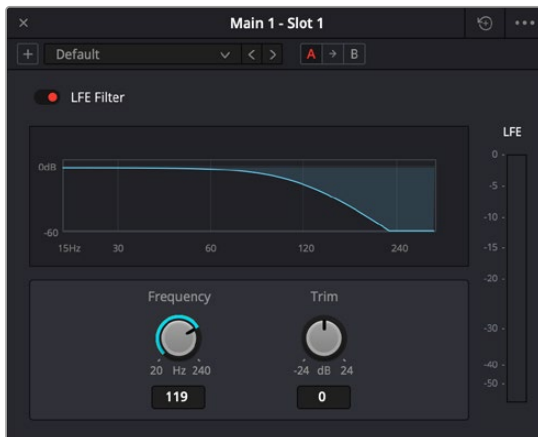 Main 1 - Slot 1
Default
A
B
LFE Filter
LFE
0dB
-60
15Hz 30 60 120 240
0
-5
-10
-15
-20
-30
-40
-50
Frequency Trim
20 Hz 240 -24 dB 24
119 0